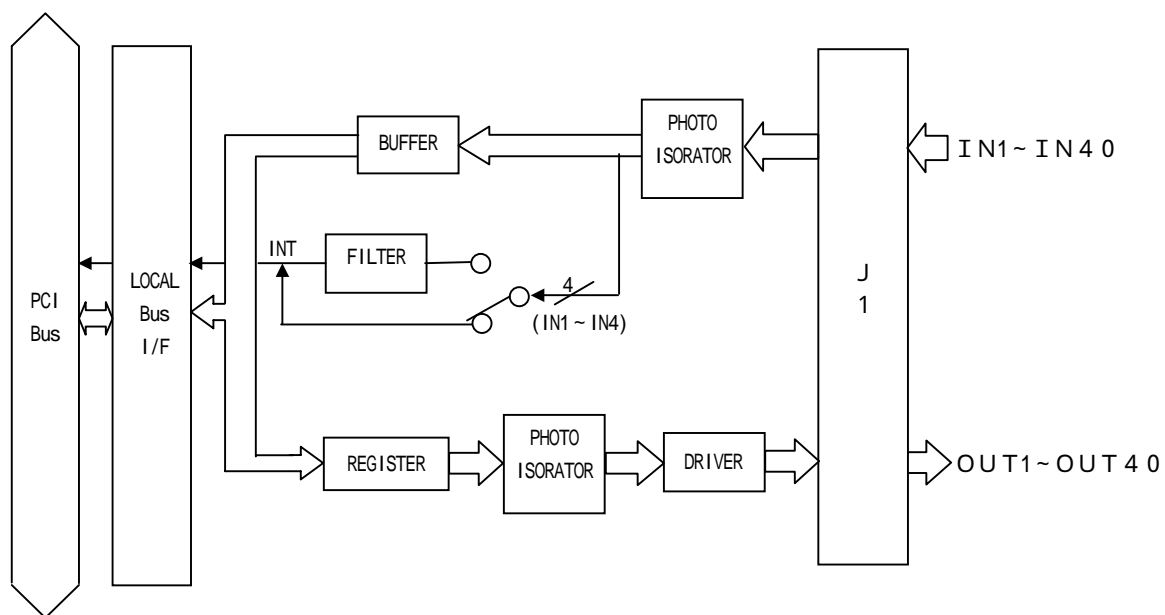 PHOTO
ISORATOR
BUFFER
IN1~IN40
INT
FILTER
J
1
LOCAL
Bus
I/F
PCI
Bus
4
(IN1~IN4)
PHOTO
ISORATOR
REGISTER
DRIVER
OUT1~OUT40